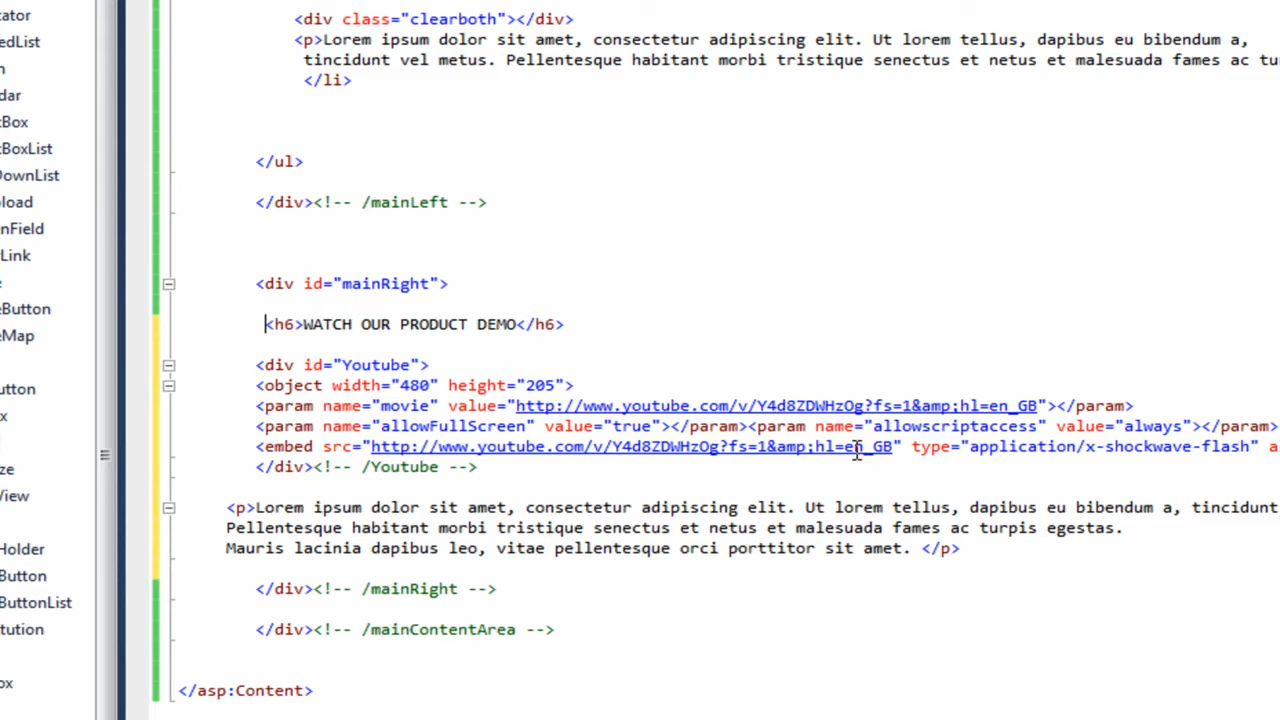 tator
edList
n
dar
tBox
tBoxList
DownList
pload
nField
rLink
e
eButton
eMap
utton
x
ze
View
Holder
Button
ButtonList
tution
ox
<div class="clearboth"></div>
<p>Lorem ipsum dolor sit amet, consectetur adipiscing elit. Ut lorem tellus, dapibus eu bibendum a,
tincidunt vel metus. Pellentesque habitant morbi tristique senectus et netus et malesuada fames ac tu
</li>
</ul>
</div><!-- /mainLeft -->
<div id="mainRight">
<h6>WATCH OUR PRODUCT DEMO</h6>
<div id="Youtube">
<object width="480" height="205">
<param name="movie" value="http://www.youtube.com/v/Y4d8ZDWHzOg?fs=1&amp;hl=en_GB"></param>
<param name="allowFullScreen" value="true"></param><param name="allowscriptaccess" value="always"></param>
<embed src="http://www.youtube.com/v/Y4d8ZDWHzOg?fs=1&amp;hl=en_GB" type="application/x-shockwave-flash" a
</div><!-- /Youtube -->
<p>Lorem ipsum dolor sit amet, consectetur adipiscing elit. Ut lorem tellus, dapibus eu bibendum a, tincidunt
Pellentesque habitant morbi tristique senectus et netus et malesuada fames ac turpis egestas.
Mauris lacinia dapibus leo, vitae pellentesque orci porttitor sit amet. </p>
</div><!-- /mainRight -->
</div><!-- /mainContentArea -->
</asp:Content>